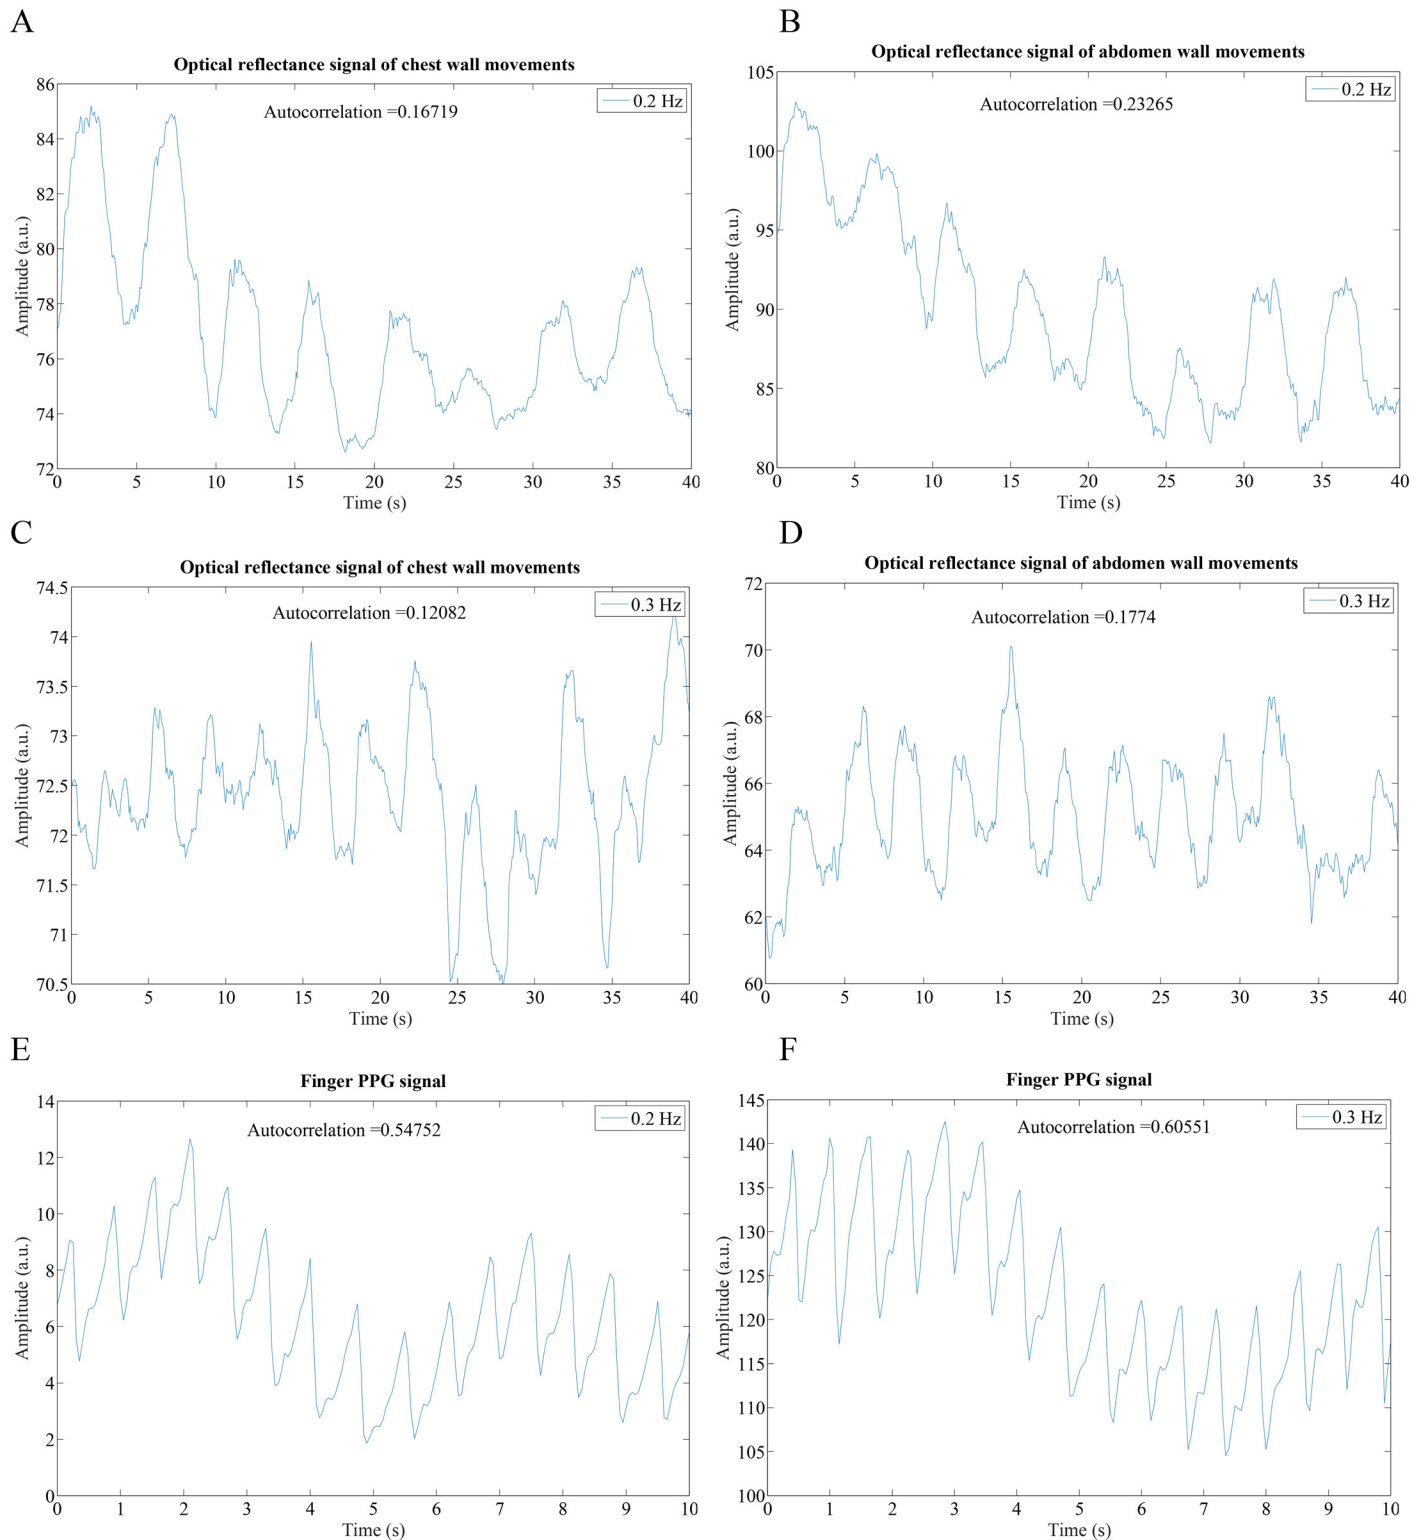 A
Optical reflectance signal of chest wall movements
86
84
82
80
78
76
74
72
Amplitude (a.u.)
Autocorrelation =0.16719
0.2 Hz
0 5 10 15 20 25 30 35 40
Time (s)
B
Optical reflectance signal of abdomen wall movements
105
100
95
90
85
80
Amplitude (a.u.)
Autocorrelation =0.23265
0.2 Hz
0 5 10 15 20 25 30 35 40
Time (s)
C
Optical reflectance signal of chest wall movements
74.5
74
73.5
73
72.5
72
71.5
71
70.5
Amplitude (a.u.)
Autocorrelation =0.12082
0.3 Hz
0 5 10 15 20 25 30 35 40
Time (s)
D
Optical reflectance signal of abdomen wall movements
72
70
68
66
64
62
60
Amplitude (a.u.)
Autocorrelation =0.1774
0.3 Hz
0 5 10 15 20 25 30 35 40
Time (s)
E
Finger PPG signal
14
12
10
8
6
4
2
0
Amplitude (a.u.)
Autocorrelation =0.54752
0.2 Hz
0 1 2 3 4 5 6 7 8 9 10
Time (s)
F
Finger PPG signal
145
140
135
130
125
120
115
110
105
100
Amplitude (a.u.)
Autocorrelation =0.60551
0.3 Hz
0 1 2 3 4 5 6 7 8 9 10
Time (s)